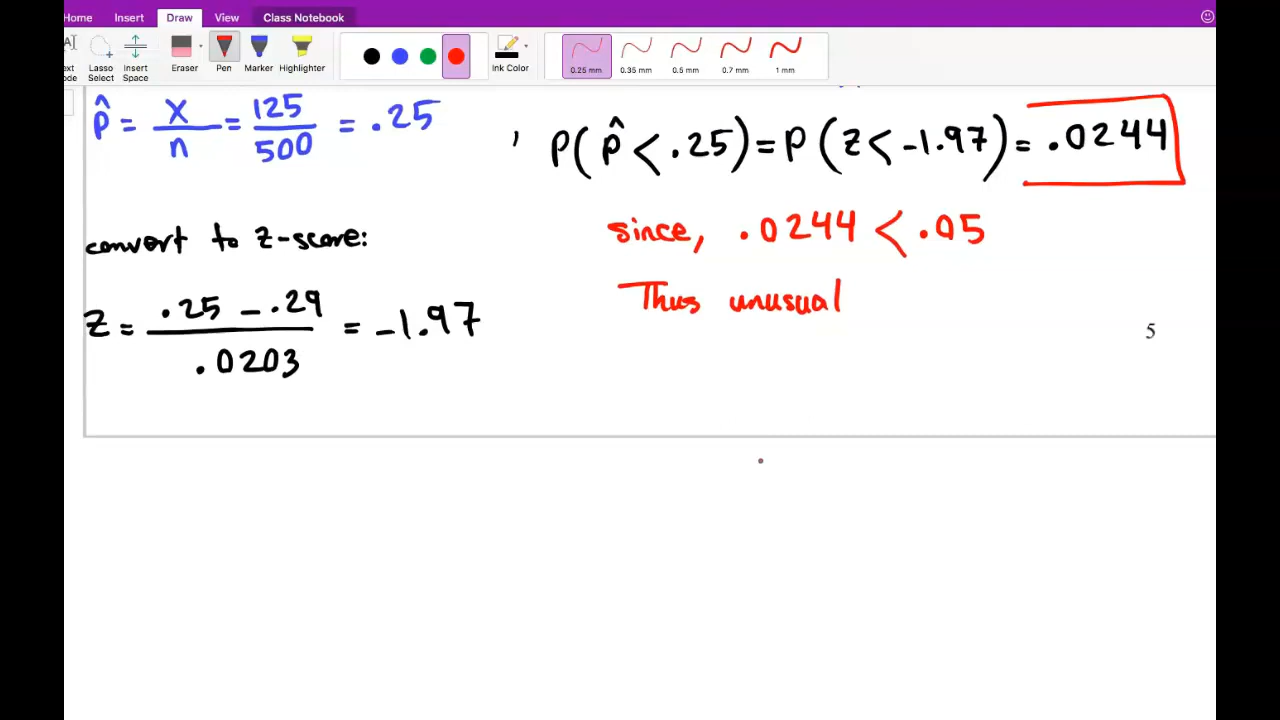 Home Insert Draw View Class Notebook
Lasso Select Insert Space Eraser Pen Marker Highlighter Ink Color 0.25 mm 0.35 mm 0.5 mm 0.7 mm 1 mm
p̂ = x/n = 125/500 = .25
P(p̂ < .25) = P(Z < -1.97) = .0244
since, .0244 < .05
convert to z-score:
Thus unusual
Z = .25 - .29 / .0203 = -1.97
5